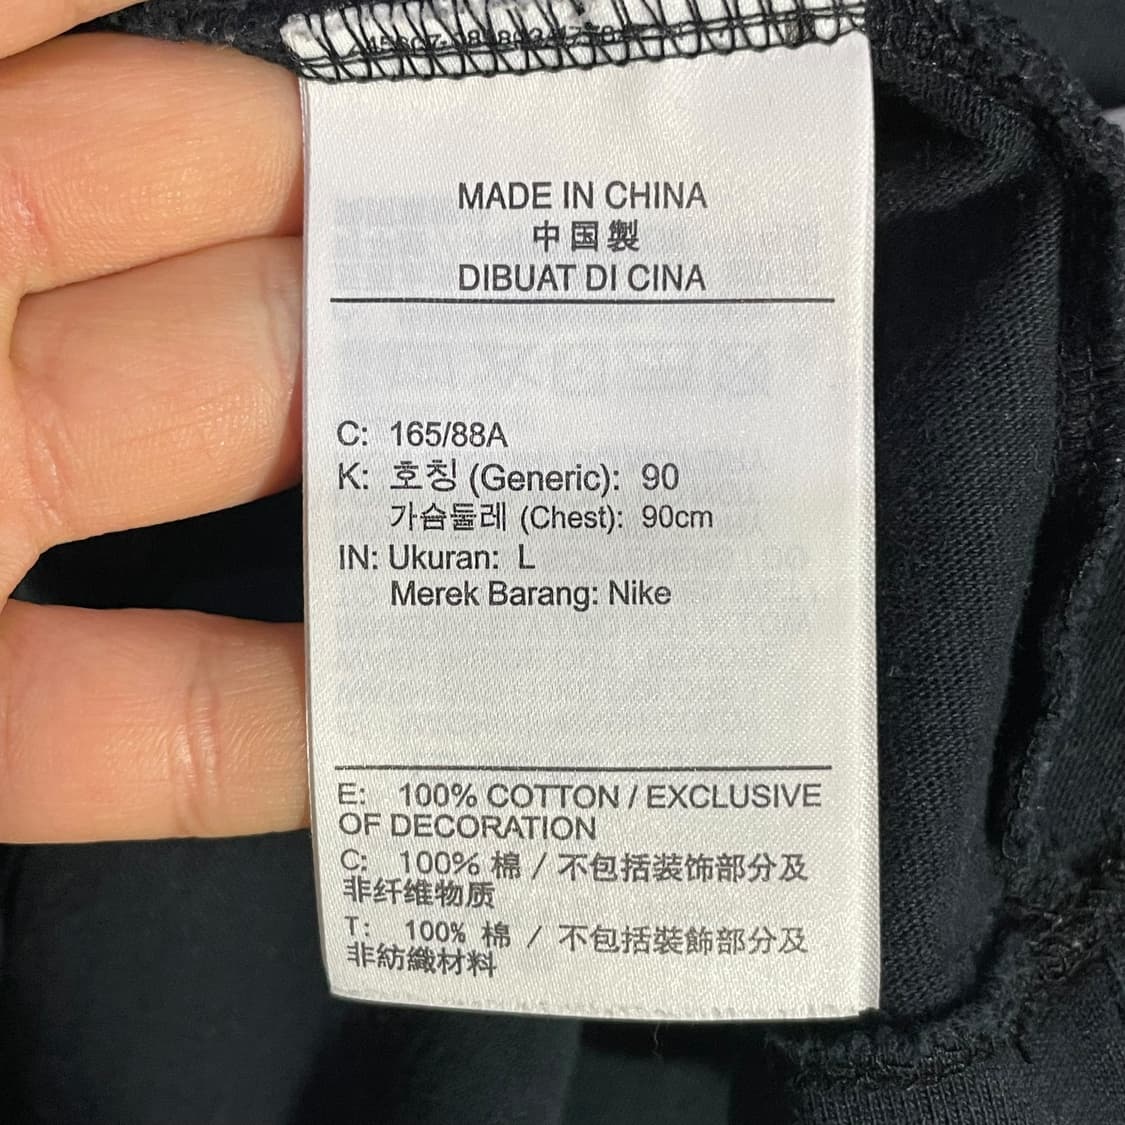 MADE IN CHINA
中国製
DIBUAT DI CINA
C: 165/88A
K: 호칭 (Generic): 90
가슴둘레 (Chest): 90cm
IN: Ukuran: L
Merek Barang: Nike
E: 100% COTTON / EXCLUSIVE
OF DECORATION
C: 100% 棉 / 不包括装饰部分及
非纤维物质
T: 100% 棉 / 不包括裝飾部分及
非紡織材料